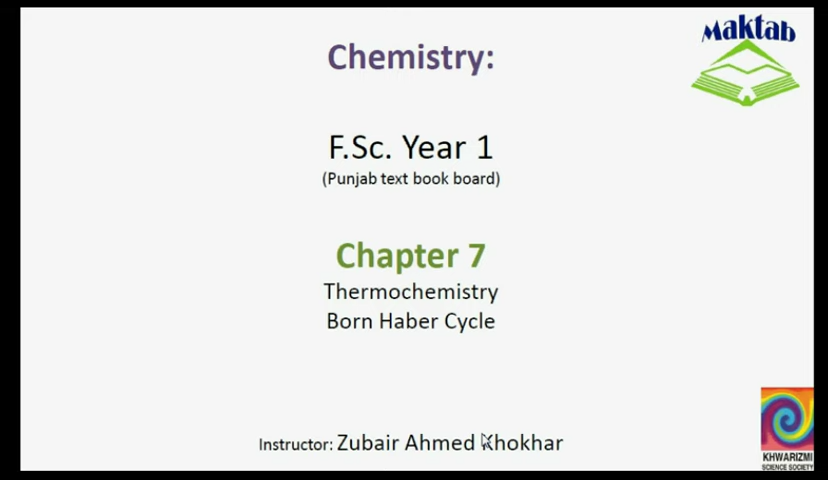 Maktab
Chemistry:
F.Sc. Year 1
(Punjab text book board)
Chapter 7
Thermochemistry
Born Haber Cycle
Instructor: Zubair Ahmed Khokhar
KHWARIZMI
SCIENCE SOCIETY